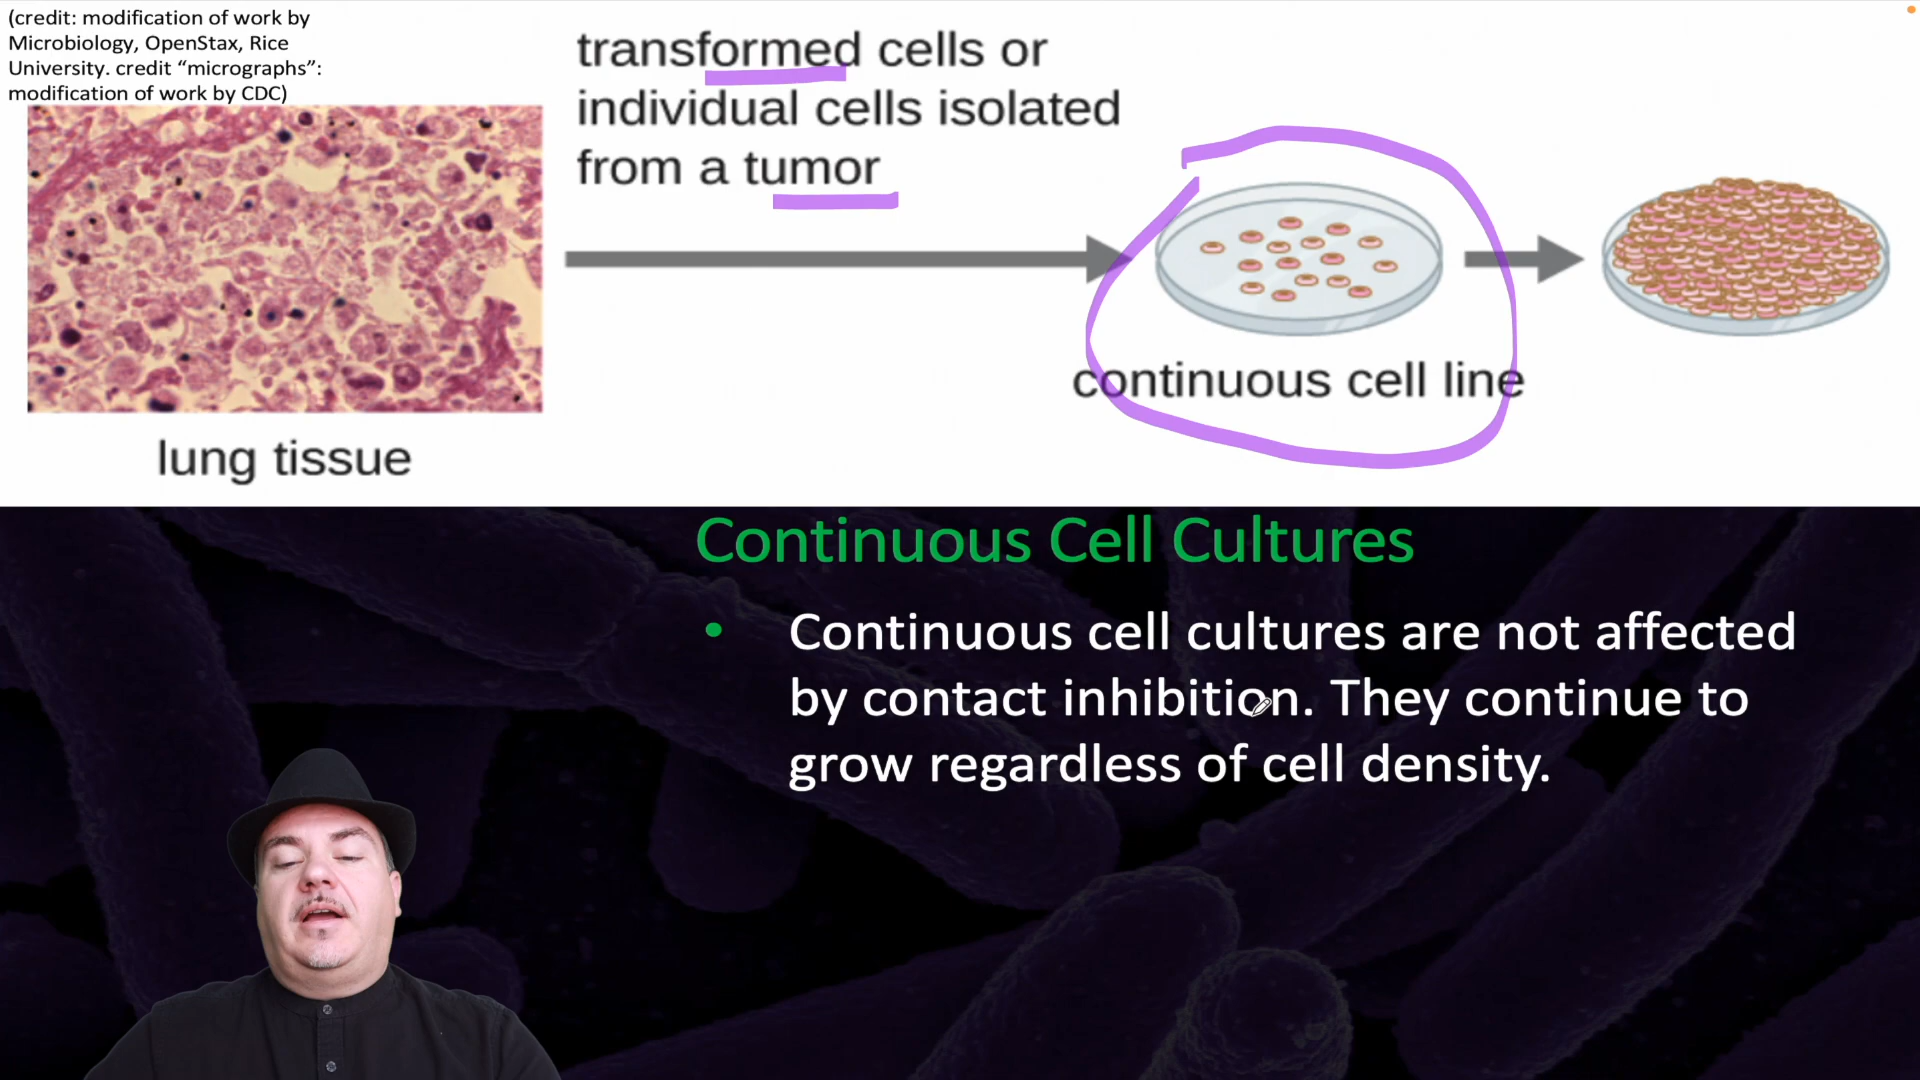 (credit: modification of work by
Microbiology, OpenStax, Rice
University. credit “micrographs”:
modification of work by CDC)
transformed cells or
individual cells isolated
from a tumor
continuous cell line
lung tissue
Continuous Cell Cultures
• Continuous cell cultures are not affected
by contact inhibition. They continue to
grow regardless of cell density.